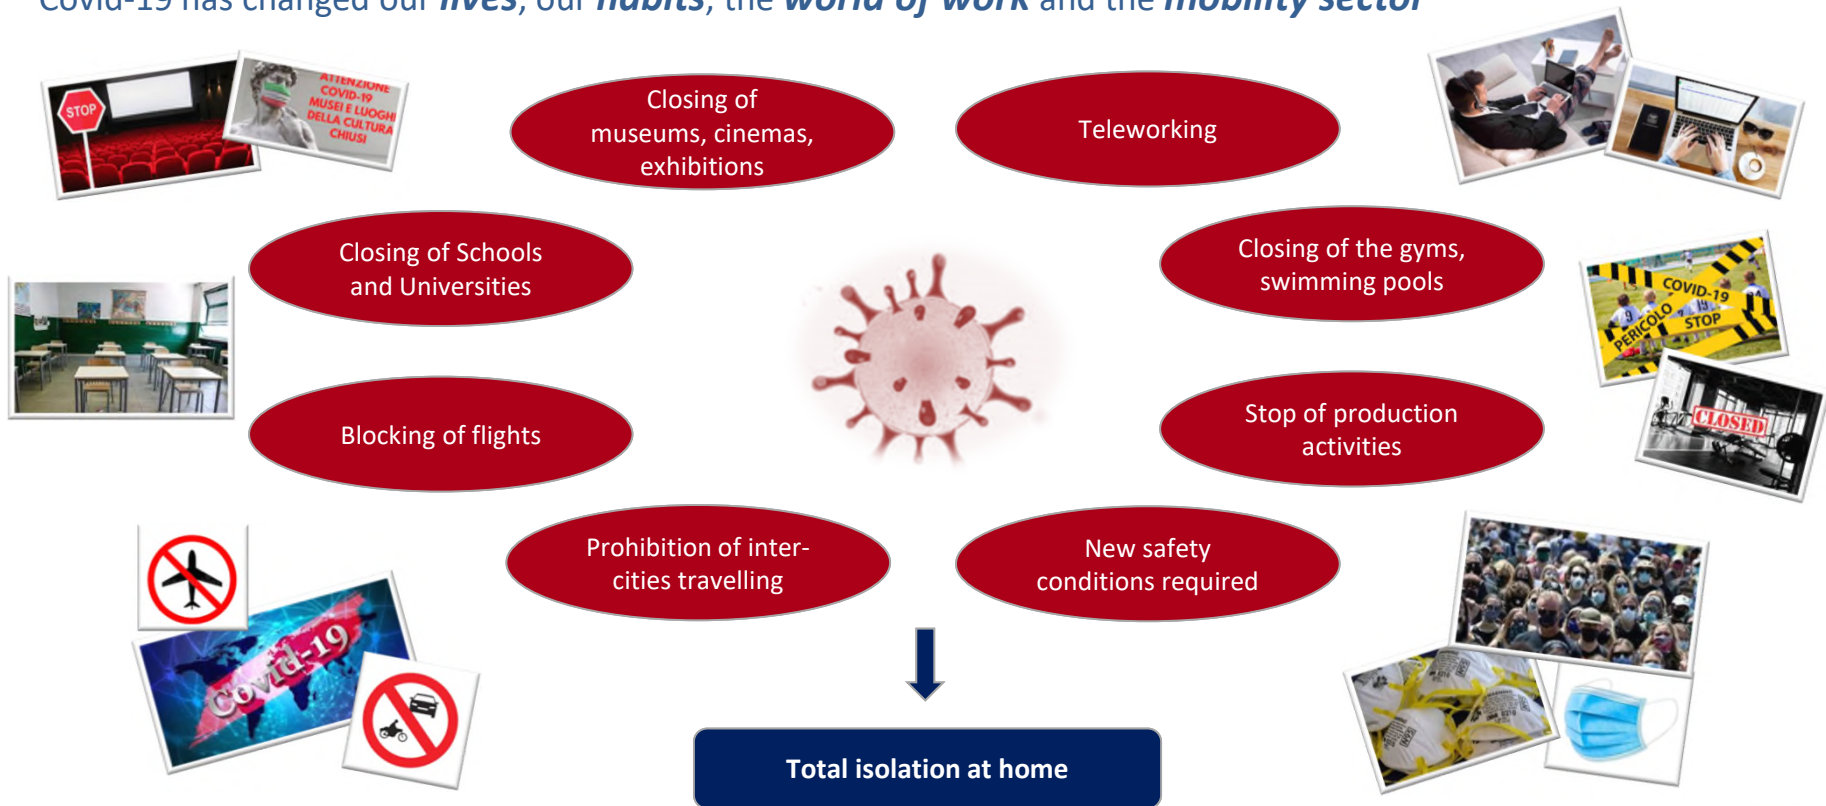 Covid-19 has changed our lives, our habits, the world of work and the mobility sector
STOP
ATTENZIONE
COVID-19
MUSEI E LUOGHI
DELLA CULTURA
CHIUSI
Closing of
museums, cinemas,
exhibitions
Teleworking
Closing of Schools
and Universities
Closing of the gyms,
swimming pools
COVID-19
PERICOLO
STOP
Blocking of flights
Stop of production
activities
CLOSED
Prohibition of inter-
cities travelling
New safety
conditions required
Covid-19
Total isolation at home